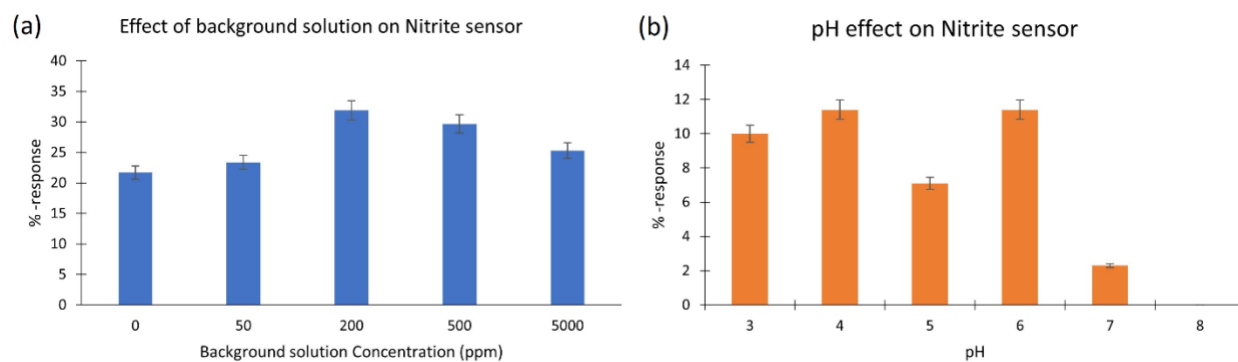 (a)
Effect of background solution on Nitrite sensor
40
35
30
25
20
15
10
5
0
% -response
0 50 200 500 5000
Background solution Concentration (ppm)
(b)
pH effect on Nitrite sensor
14
12
10
8
6
4
2
0
% -response
3 4 5 6 7 8
pH